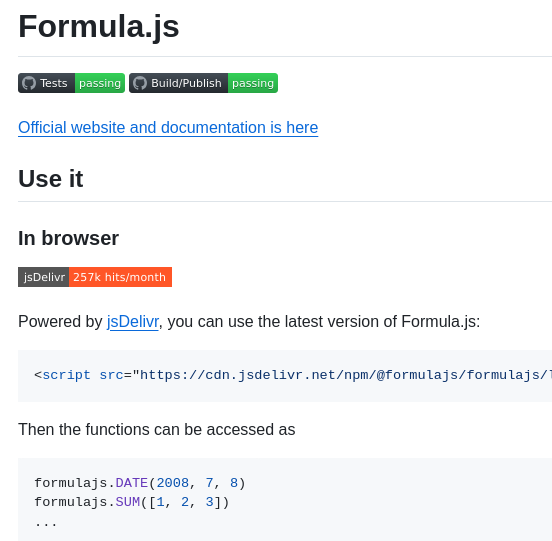 Formula.js
Tests passing Build/Publish passing
Official website and documentation is here
Use it
In browser
jsDelivr 257k hits/month
Powered by jsDelivr, you can use the latest version of Formula.js:
<script src="https://cdn.jsdelivr.net/npm/@formulajs/formulajs/
Then the functions can be accessed as
formulajs.DATE(2008, 7, 8)
formulajs.SUM([1, 2, 3])
...